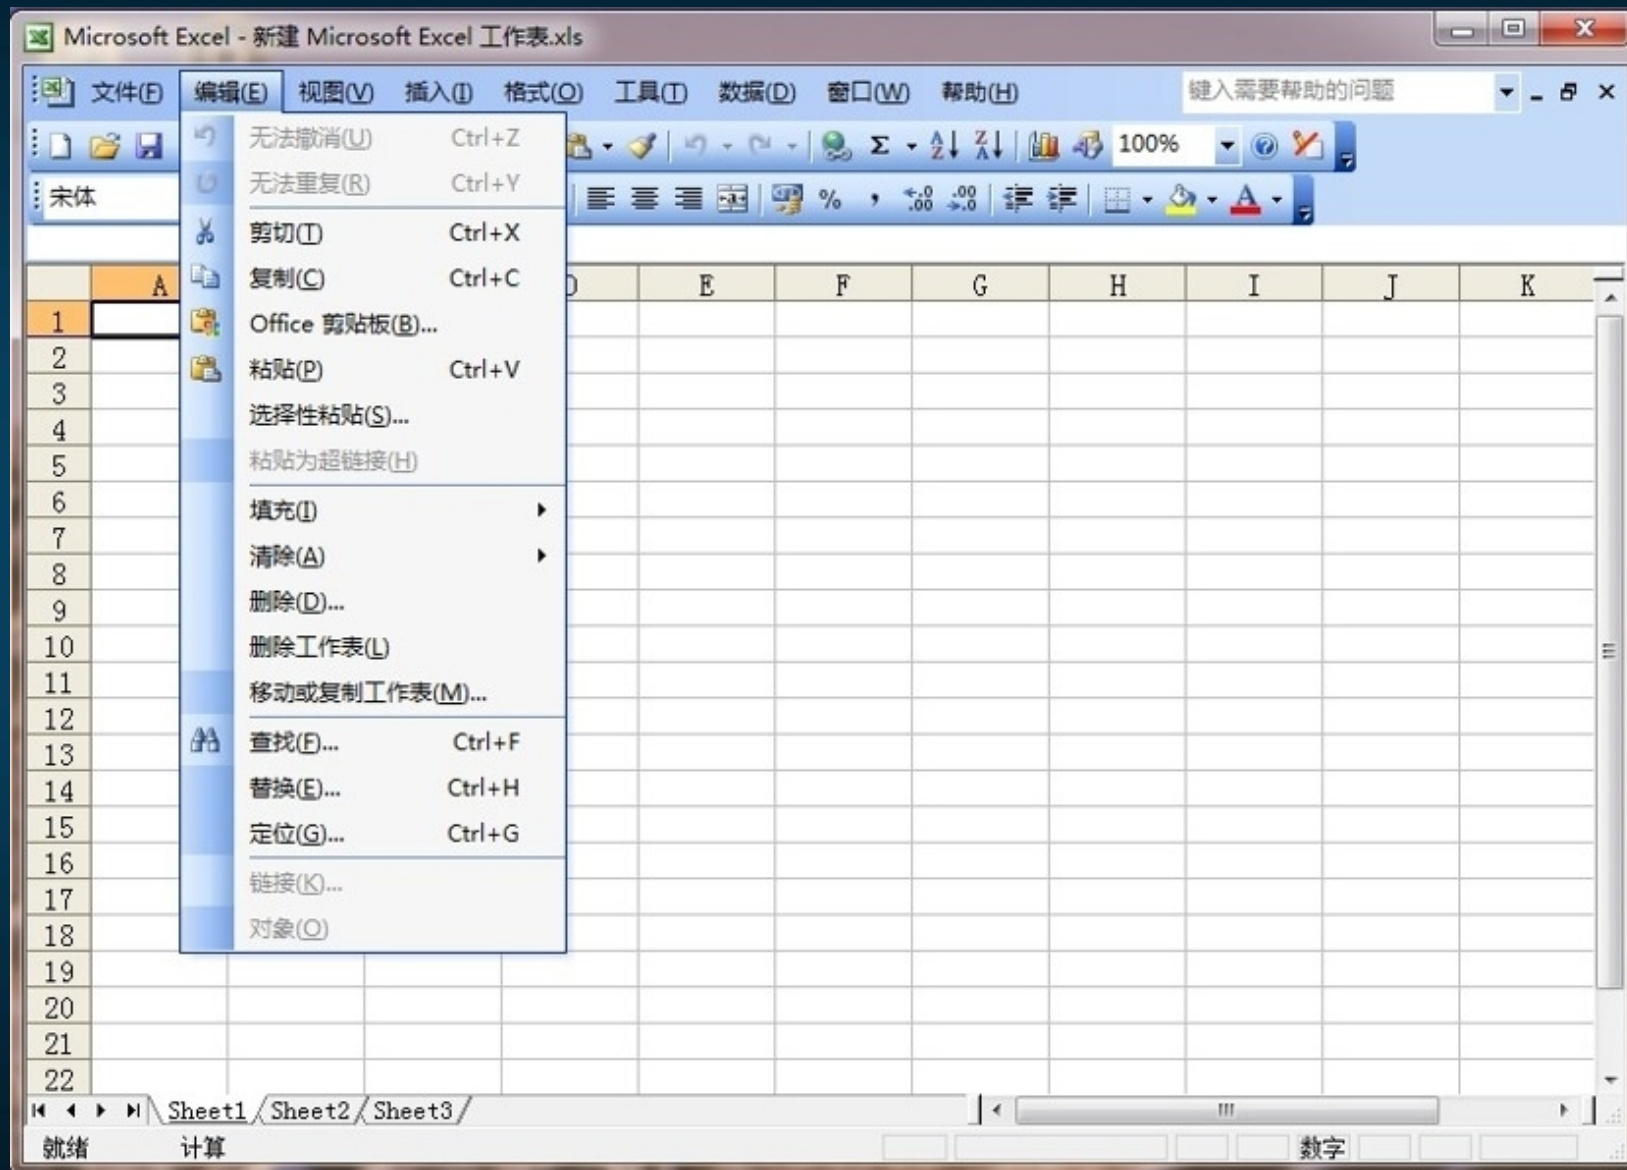 Microsoft Excel - 新建 Microsoft Excel 工作表.xls
文件(F) 编辑(E) 视图(V) 插入(I) 格式(O) 工具(T) 数据(D) 窗口(W) 帮助(H) 键入需要帮助的问题
无法撤消(U) Ctrl+Z
100%
无法重复(R) Ctrl+Y
宋体
剪切(T) Ctrl+X
复制(C) Ctrl+C
A D E F G H I J K
Office 剪贴板(B)...
粘贴(P) Ctrl+V
选择性粘贴(S)...
粘贴为超链接(H)
填充(I)
清除(A)
删除(D)...
删除工作表(L)
移动或复制工作表(M)...
查找(F)... Ctrl+F
替换(E)... Ctrl+H
定位(G)... Ctrl+G
链接(K)...
对象(O)
1
2
3
4
5
6
7
8
9
10
11
12
13
14
15
16
17
18
19
20
21
22
Sheet1 Sheet2 Sheet3
就绪 计算 数字